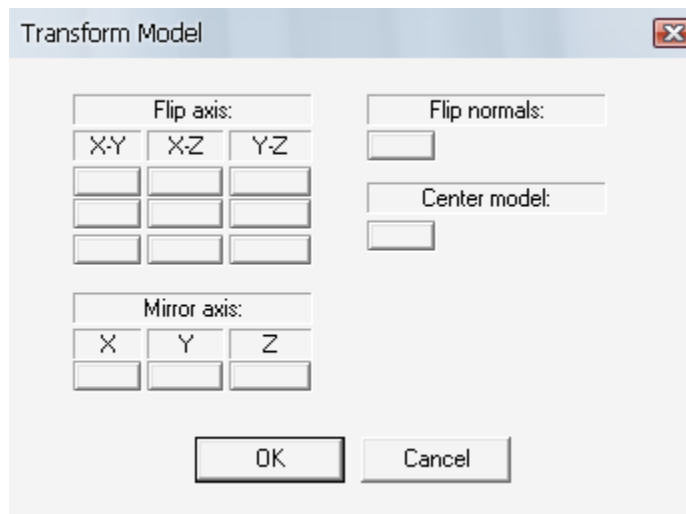 Transform Model
Flip axis:
X-Y X-Z Y-Z
Flip normals:
Center model:
Mirror axis:
X Y Z
OK Cancel